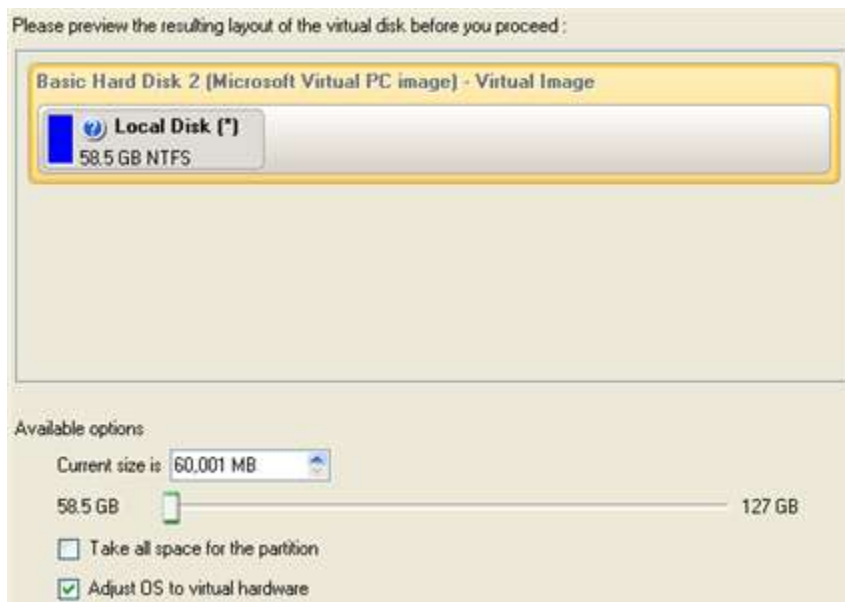 Please preview the resulting layout of the virtual disk before you proceed :
Basic Hard Disk 2 (Microsoft Virtual PC image) - Virtual Image
Local Disk (*)
58.5 GB NTFS
Available options
Current size is 60,001 MB
58.5 GB 127 GB
Take all space for the partition
Adjust OS to virtual hardware